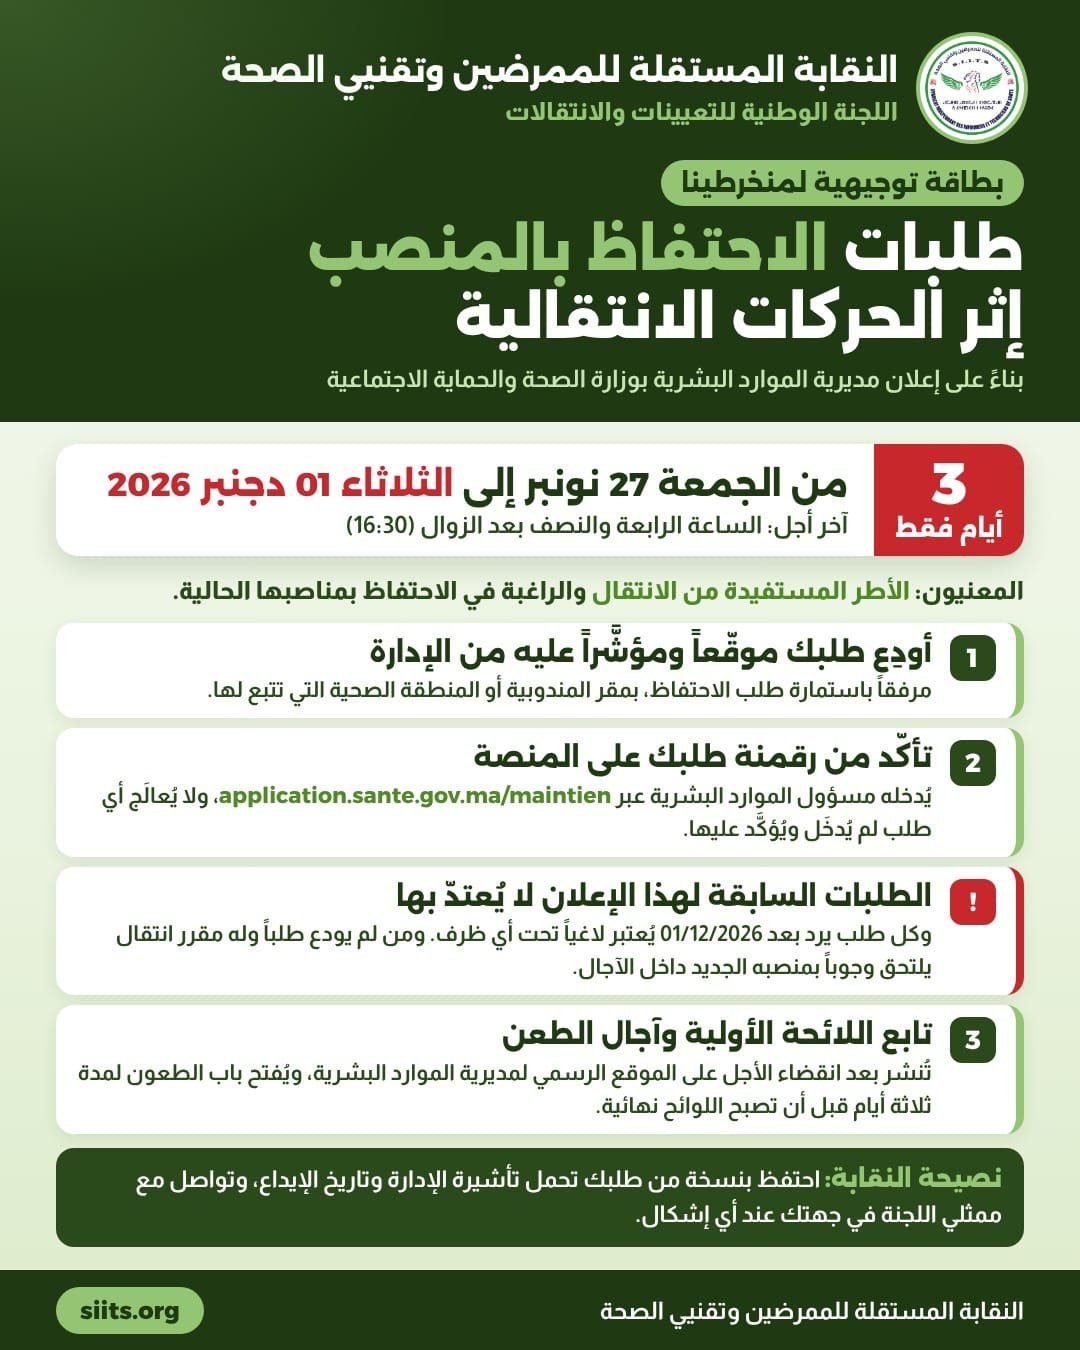 النقابة المستقلة للممرضين وتقنيي الصحة
اللجنة الوطنية للتعيينات والانتقالات
S.I.I.T.S
بطاقة توجيهية لمنخرطينا
طلبات الاحتفاظ بالمنصب
إثر الحركات الانتقالية
بناءً على إعلان مديرية الموارد البشرية بوزارة الصحة والحماية الاجتماعية
3
أيام فقط
من الجمعة 27 نونبر إلى الثلاثاء 01 دجنبر 2026
آخر أجل: الساعة الرابعة والنصف بعد الزوال (16:30)
المعنيون: الأطر المستفيدة من الانتقال والراغبة في الاحتفاظ بمناصبها الحالية.
1
أودِع طلبك موقّعاً ومؤشَّراً عليه من الإدارة
مرفقاً باستمارة طلب الاحتفاظ، بمقر المندوبية أو المنطقة الصحية التي تتبع لها.
2
تأكّد من رقمنة طلبك على المنصة
يُدخله مسؤول الموارد البشرية عبر application.sante.gov.ma/maintien، ولا يُعالَج أي
طلب لم يُدخَل ويُؤكَّد عليها.
!
الطلبات السابقة لهذا الإعلان لا يُعتدّ بها
وكل طلب يرد بعد 01/12/2026 يُعتبر لاغياً تحت أي ظرف. ومن لم يودع طلباً وله مقرر انتقال
يلتحق وجوباً بمنصبه الجديد داخل الآجال.
3
تابع اللائحة الأولية وآجال الطعن
تُنشر بعد انقضاء الأجل على الموقع الرسمي لمديرية الموارد البشرية، ويُفتح باب الطعون لمدة
ثلاثة أيام قبل أن تصبح اللوائح نهائية.
نصيحة النقابة: احتفظ بنسخة من طلبك تحمل تأشيرة الإدارة وتاريخ الإيداع، وتواصل مع
ممثلي اللجنة في جهتك عند أي إشكال.
النقابة المستقلة للممرضين وتقنيي الصحة
siits.org